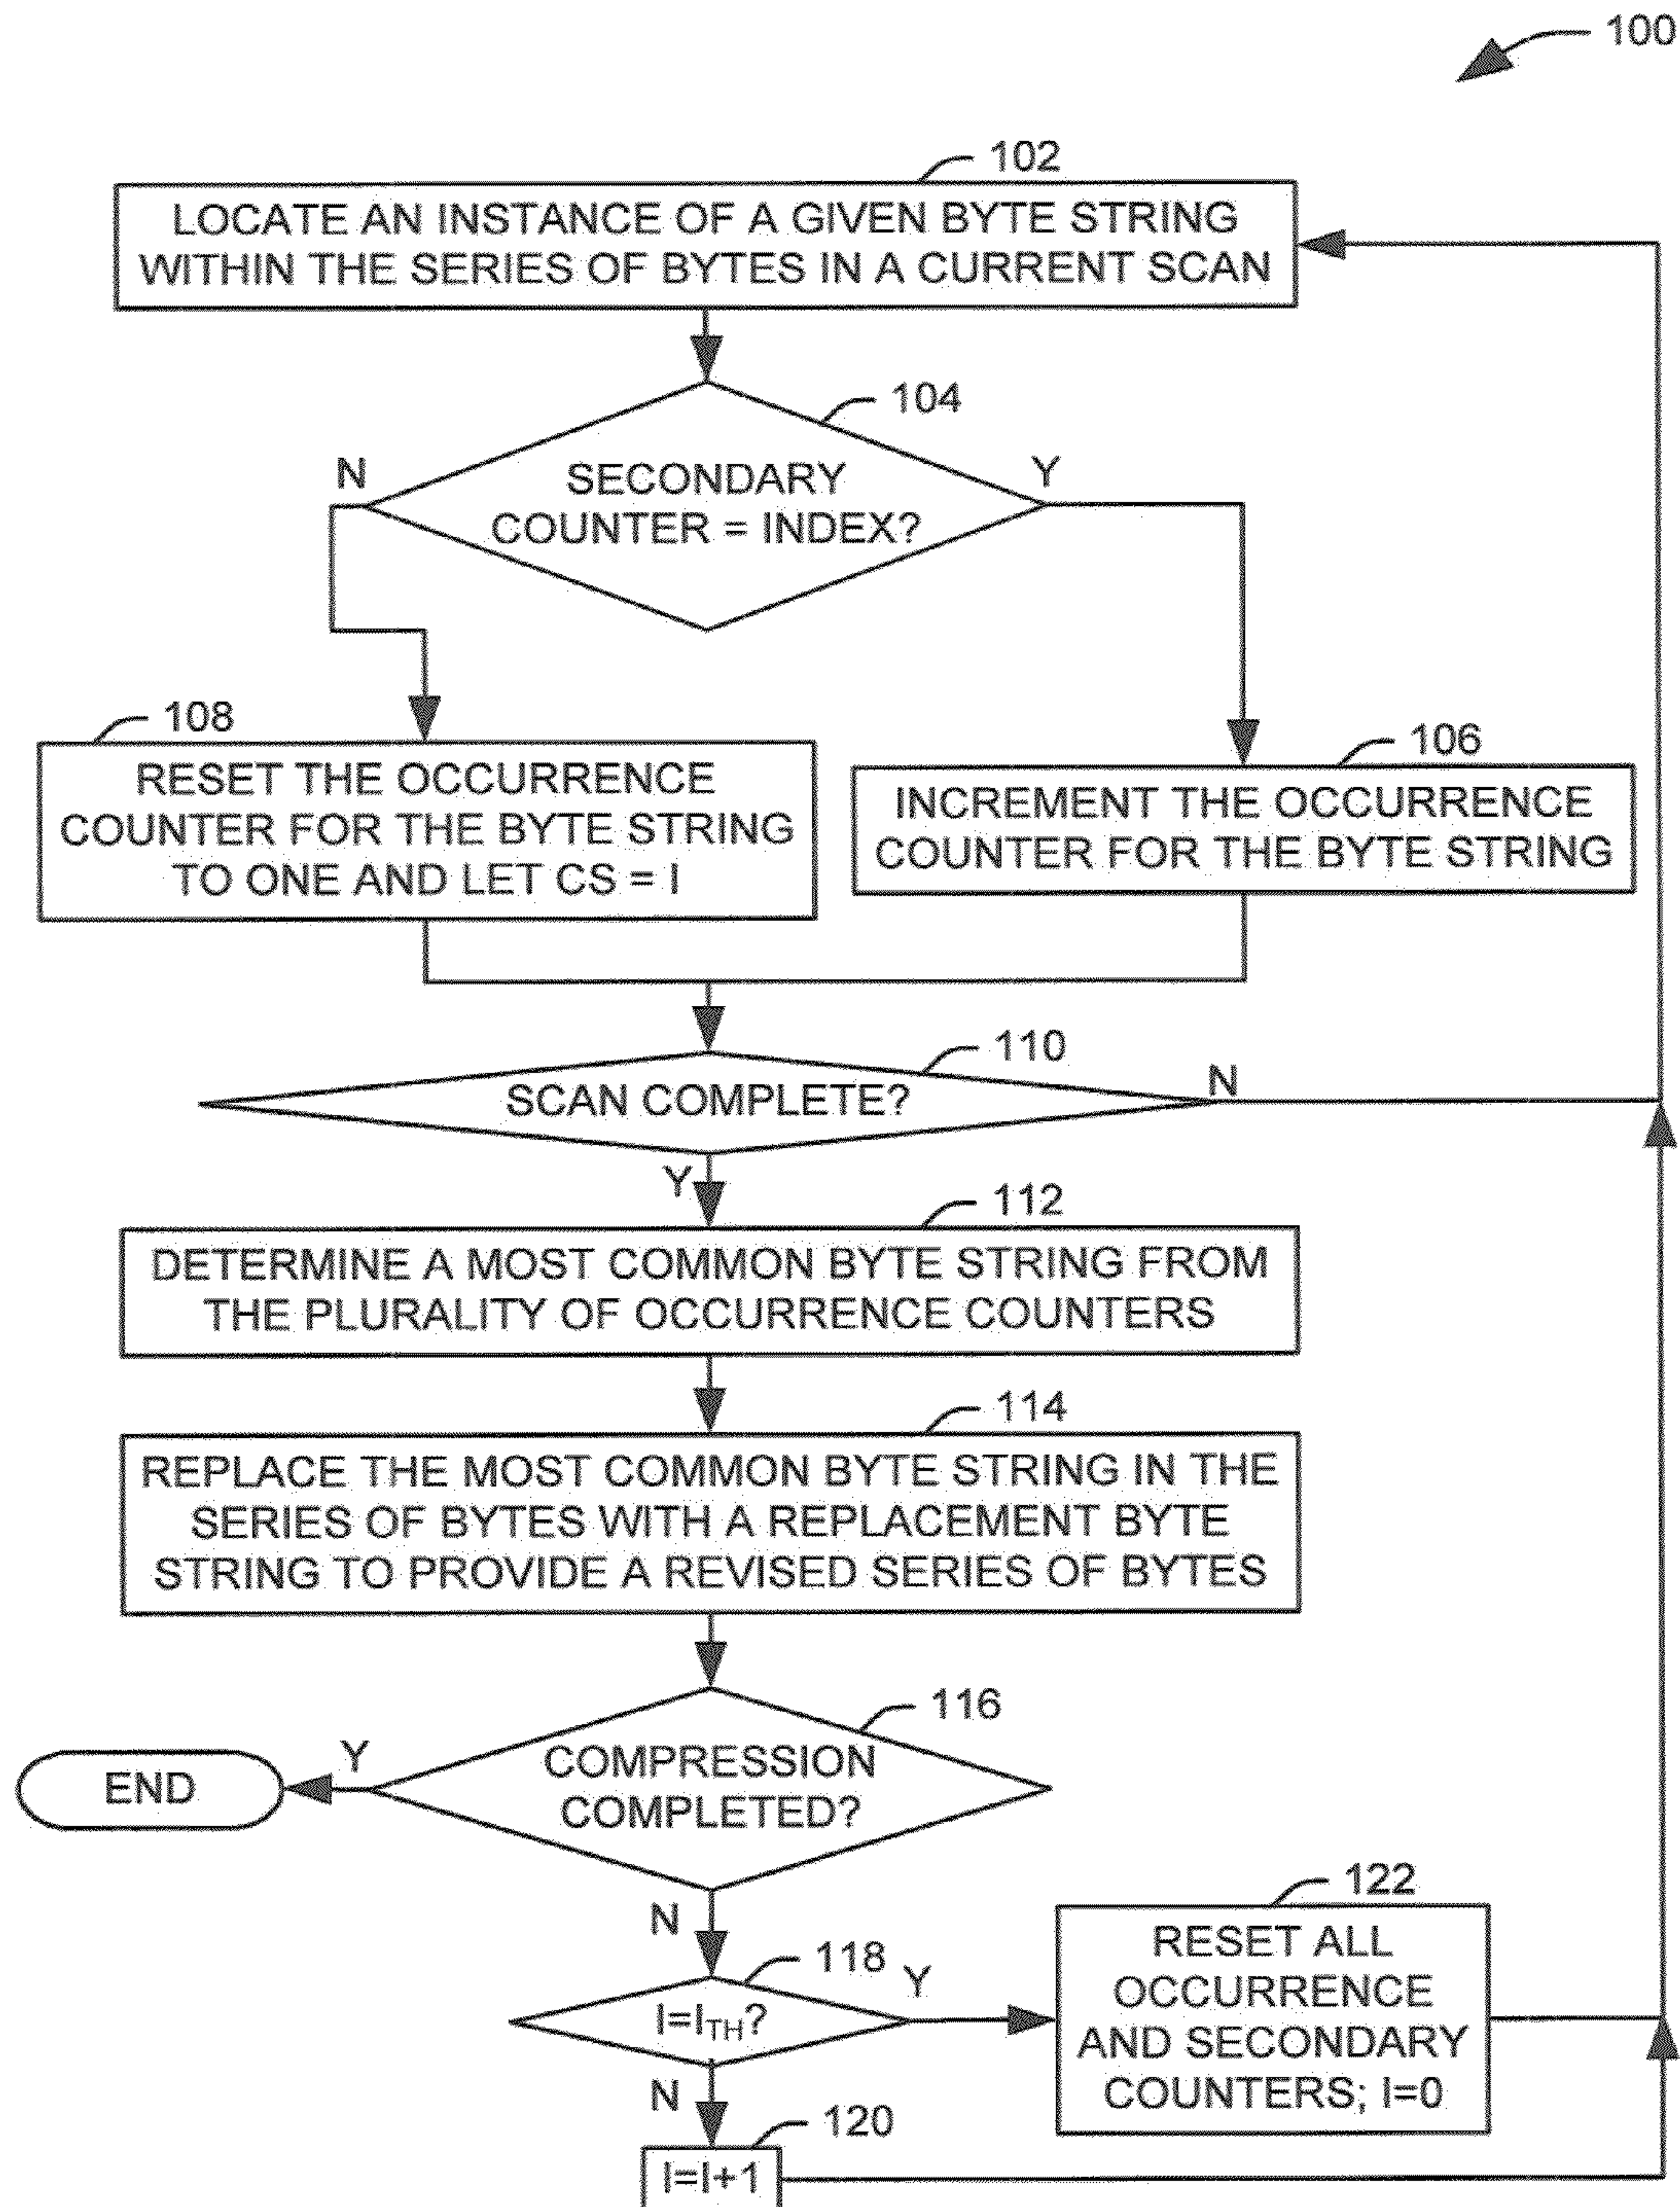 100
102
LOCATE AN INSTANCE OF A GIVEN BYTE STRING
WITHIN THE SERIES OF BYTES IN A CURRENT SCAN
104
N
Y
SECONDARY
COUNTER = INDEX?
108
RESET THE OCCURRENCE
COUNTER FOR THE BYTE STRING
TO ONE AND LET CS = I
106
INCREMENT THE OCCURRENCE
COUNTER FOR THE BYTE STRING
110
SCAN COMPLETE?
N
Y
112
DETERMINE A MOST COMMON BYTE STRING FROM
THE PLURALITY OF OCCURRENCE COUNTERS
114
REPLACE THE MOST COMMON BYTE STRING IN THE
SERIES OF BYTES WITH A REPLACEMENT BYTE
STRING TO PROVIDE A REVISED SERIES OF BYTES
116
COMPRESSION
COMPLETED?
Y
END
N
118
I=I_TH?
Y
122
RESET ALL
OCCURRENCE
AND SECONDARY
COUNTERS; I=0
N
120
I=I+1